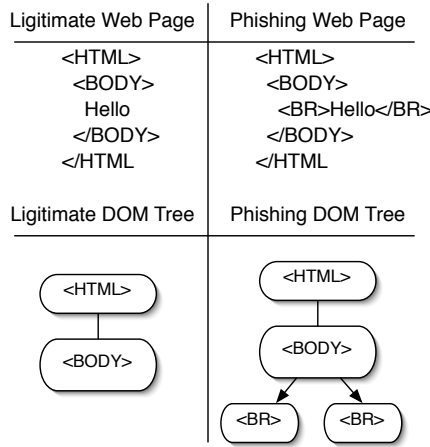 Ligitimate Web Page
<HTML>
<BODY>
Hello
</BODY>
</HTML
Phishing Web Page
<HTML>
<BODY>
<BR>Hello</BR>
</BODY>
</HTML
Ligitimate DOM Tree
<HTML>
<BODY>
Phishing DOM Tree
<HTML>
<BODY>
<BR>
<BR>